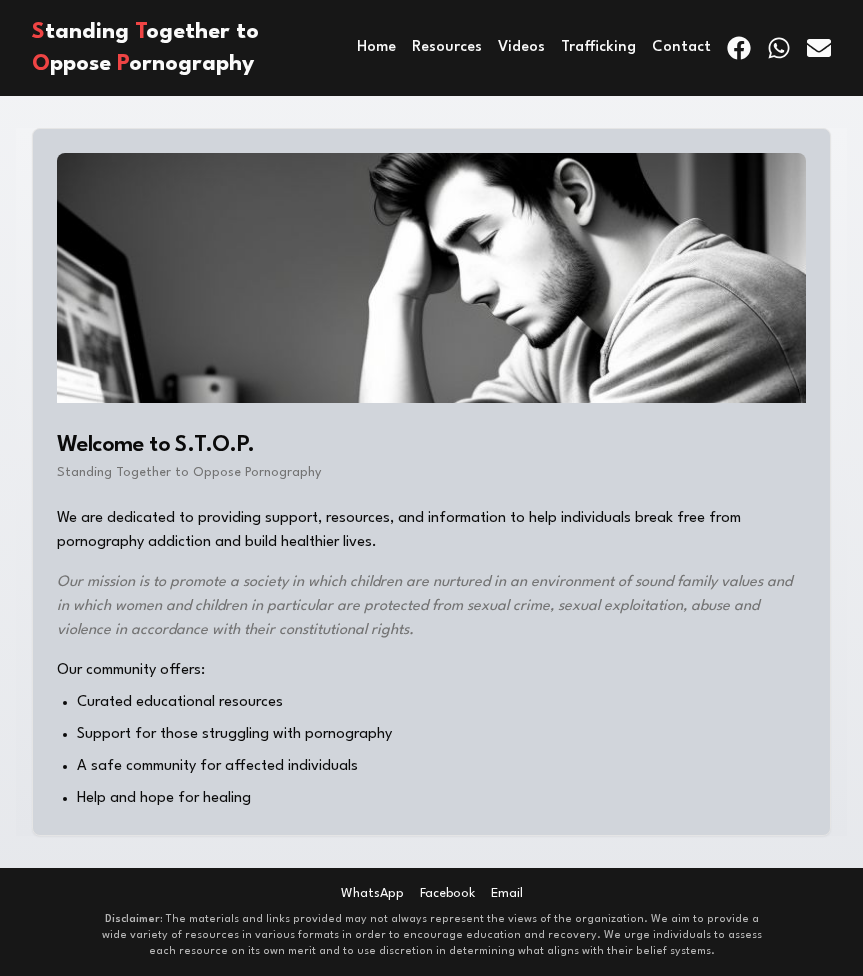 Standing Together to
Oppose Pornography
Home Resources Videos Trafficking Contact
Welcome to S.T.O.P.
Standing Together to Oppose Pornography
We are dedicated to providing support, resources, and information to help individuals break free from
pornography addiction and build healthier lives.
Our mission is to promote a society in which children are nurtured in an environment of sound family values and
in which women and children in particular are protected from sexual crime, sexual exploitation, abuse and
violence in accordance with their constitutional rights.
Our community offers:
• Curated educational resources
• Support for those struggling with pornography
• A safe community for affected individuals
• Help and hope for healing
WhatsApp Facebook Email
Disclaimer: The materials and links provided may not always represent the views of the organization. We aim to provide a
wide variety of resources in various formats in order to encourage education and recovery. We urge individuals to assess
each resource on its own merit and to use discretion in determining what aligns with their belief systems.